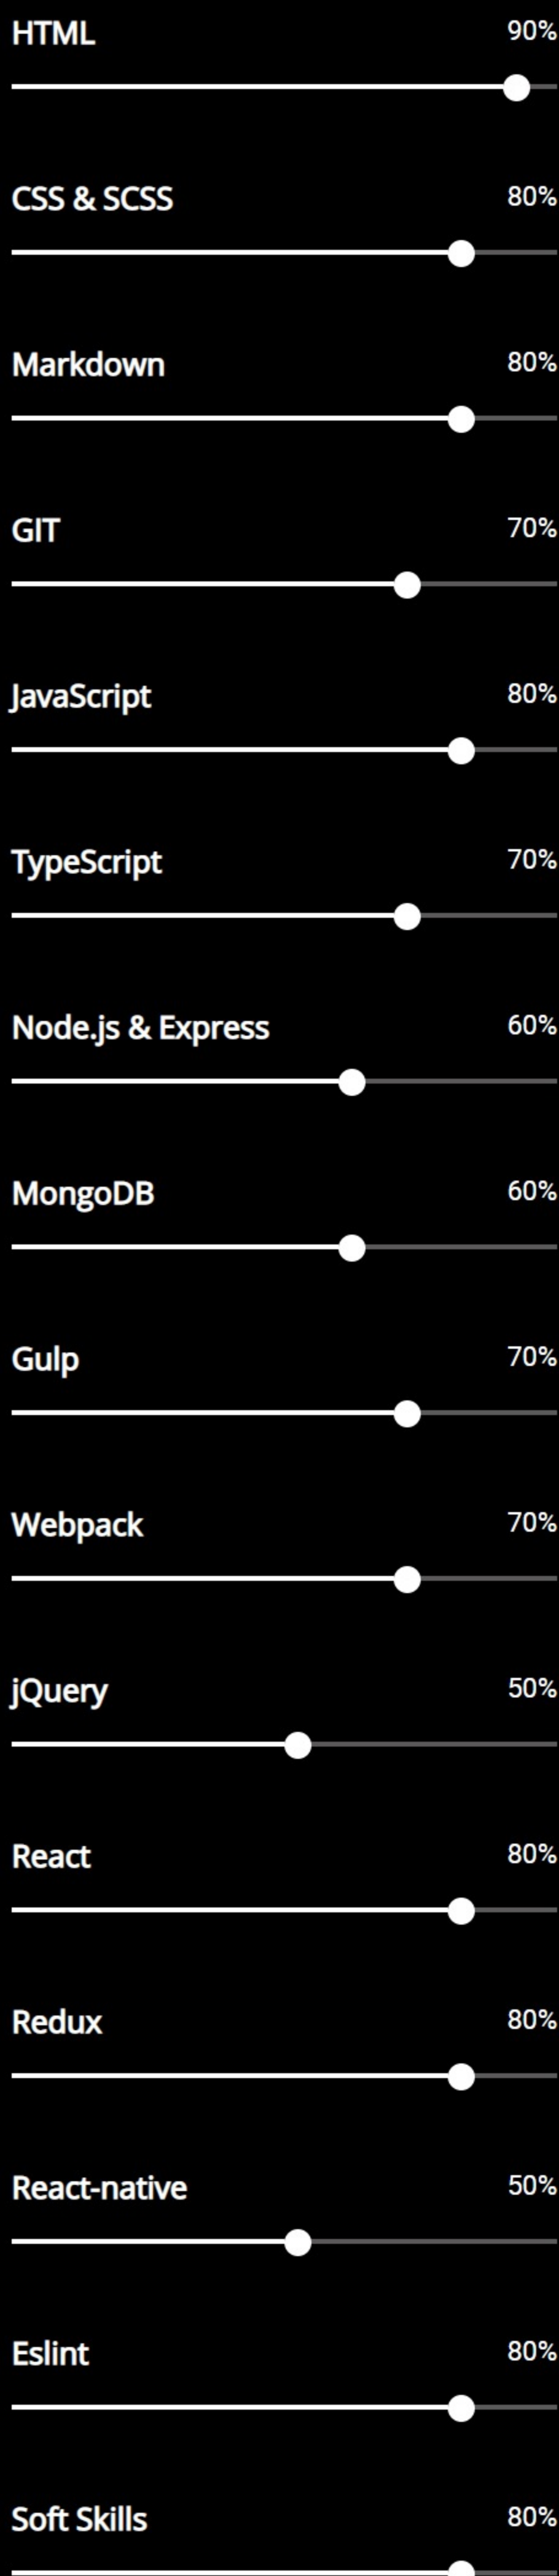 HTML 90%
CSS & SCSS 80%
Markdown 80%
GIT 70%
JavaScript 80%
TypeScript 70%
Node.js & Express 60%
MongoDB 60%
Gulp 70%
Webpack 70%
jQuery 50%
React 80%
Redux 80%
React-native 50%
Eslint 80%
Soft Skills 80%